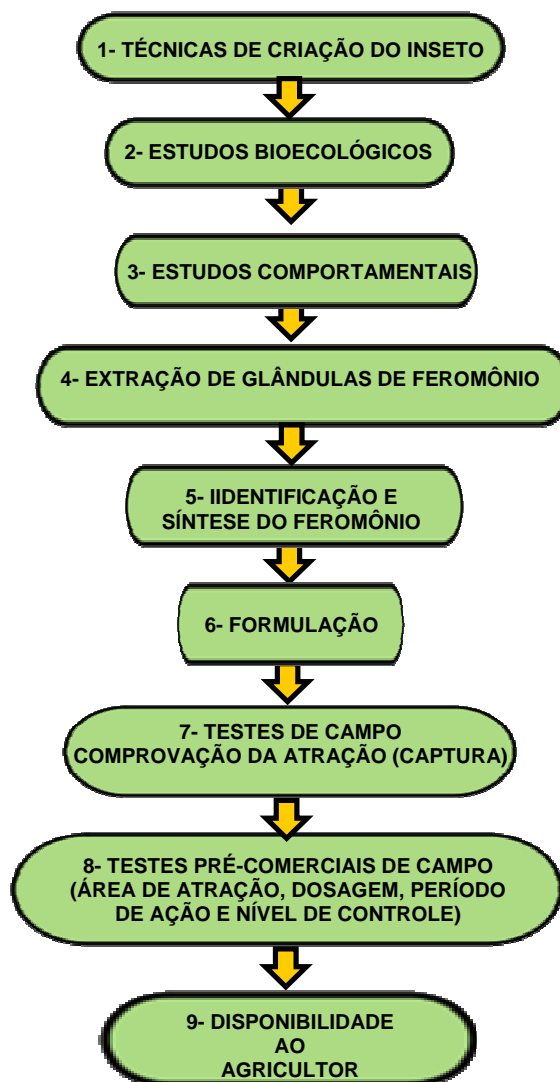 1- TÉCNICAS DE CRIAÇÃO DO INSETO
2- ESTUDOS BIOECOLÓGICOS
3- ESTUDOS COMPORTAMENTAIS
4- EXTRAÇÃO DE GLÂNDULAS DE FEROMÔNIO
5- IIDENTIFICAÇÃO E
SÍNTESE DO FEROMÔNIO
6- FORMULAÇÃO
7- TESTES DE CAMPO
COMPROVAÇÃO DA ATRAÇÃO (CAPTURA)
8- TESTES PRÉ-COMERCIAIS DE CAMPO
(ÁREA DE ATRAÇÃO, DOSAGEM, PERÍODO
DE AÇÃO E NÍVEL DE CONTROLE)
9- DISPONIBILIDADE
AO
AGRICULTOR